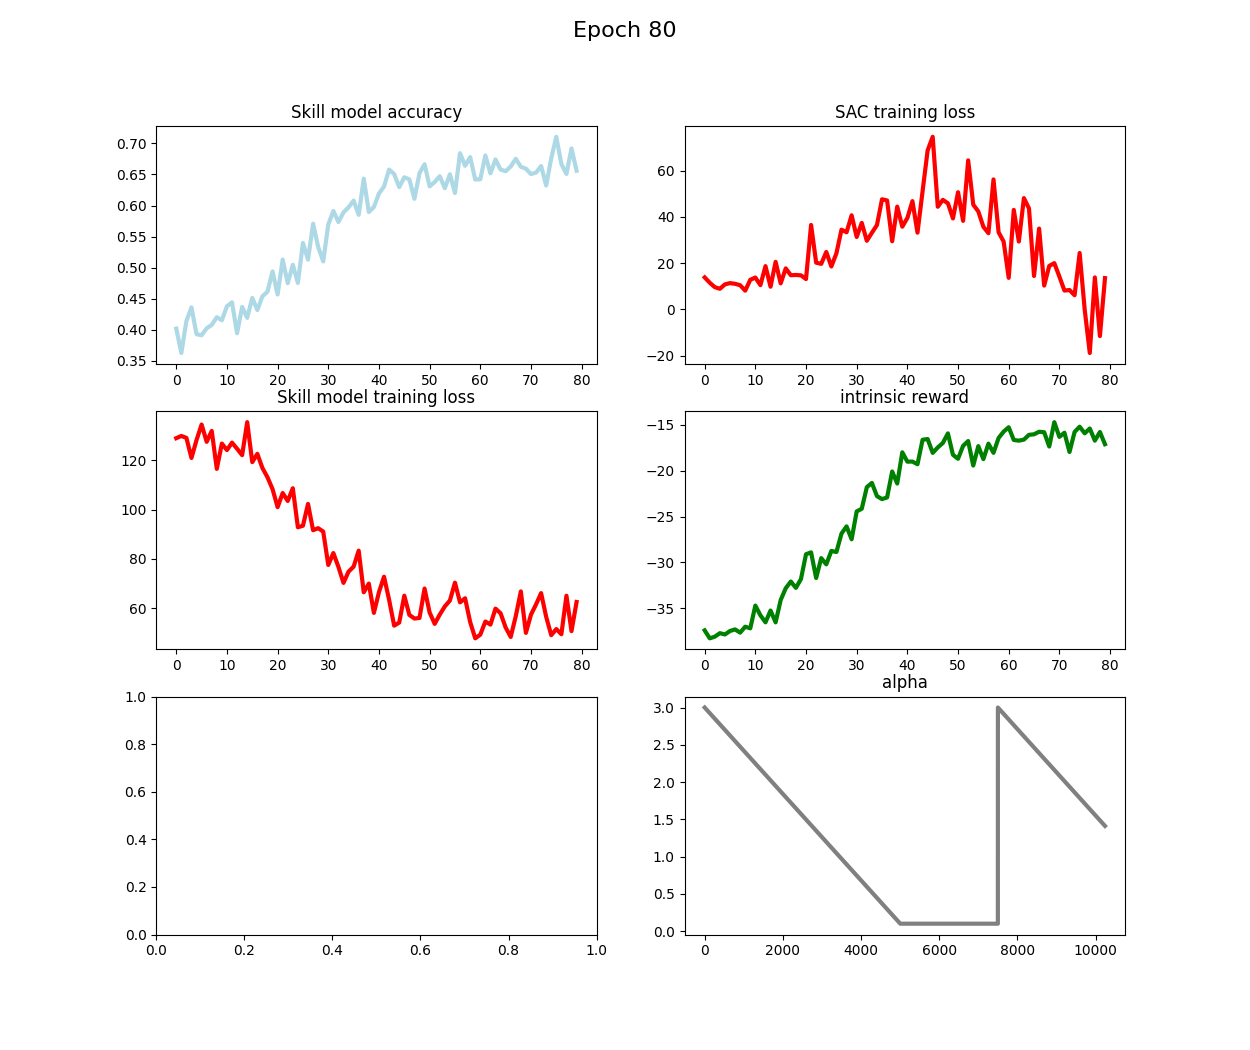 Epoch 80
Skill model accuracy
0.70
0.65
0.60
0.55
0.50
0.45
0.40
0.35
0 10 20 30 40 50 60 70 80
SAC training loss
60
40
20
0
−20
0 10 20 30 40 50 60 70 80
Skill model training loss
120
100
80
60
0 10 20 30 40 50 60 70 80
intrinsic reward
−15
−20
−25
−30
−35
0 10 20 30 40 50 60 70 80
1.0
0.8
0.6
0.4
0.2
0.0
0.0 0.2 0.4 0.6 0.8 1.0
alpha
3.0
2.5
2.0
1.5
1.0
0.5
0.0
0 2000 4000 6000 8000 10000